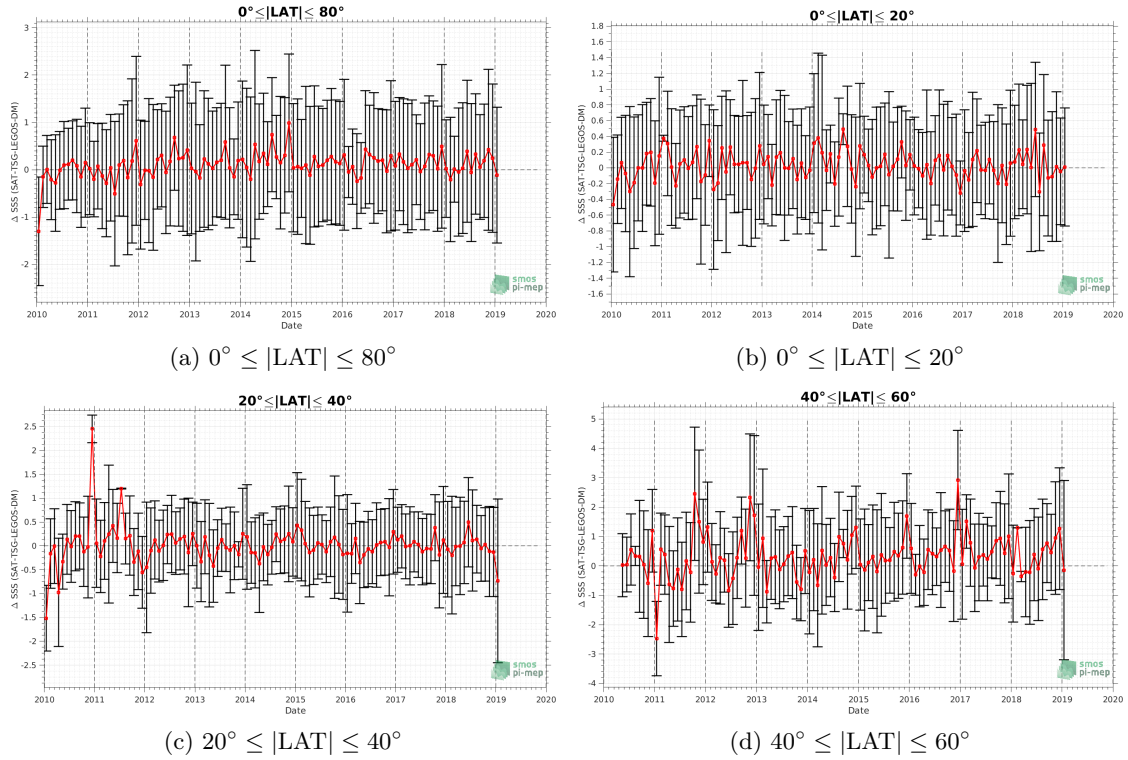 0°≤|LAT|≤ 80°
3
2
1
0
-1
-2
Δ SSS (SAT-TSG-LEGOS-DM)
2010 2011 2012 2013 2014 2015 2016 2017 2018 2019 2020
Date
smos
pi-mep
(a) 0° ≤ |LAT| ≤ 80°
0°≤|LAT|≤ 20°
1.8
1.6
1.4
1.2
1
0.8
0.6
0.4
0.2
0
-0.2
-0.4
-0.6
-0.8
-1
-1.2
-1.4
-1.6
Δ SSS (SAT-TSG-LEGOS-DM)
2010 2011 2012 2013 2014 2015 2016 2017 2018 2019 2020
Date
smos
pi-mep
(b) 0° ≤ |LAT| ≤ 20°
20°≤|LAT|≤ 40°
2.5
2
1.5
1
0.5
0
-0.5
-1
-1.5
-2
-2.5
Δ SSS (SAT-TSG-LEGOS-DM)
2010 2011 2012 2013 2014 2015 2016 2017 2018 2019 2020
Date
smos
pi-mep
(c) 20° ≤ |LAT| ≤ 40°
40°≤|LAT|≤ 60°
5
4
3
2
1
0
-1
-2
-3
-4
Δ SSS (SAT-TSG-LEGOS-DM)
2010 2011 2012 2013 2014 2015 2016 2017 2018 2019 2020
Date
smos
pi-mep
(d) 40° ≤ |LAT| ≤ 60°